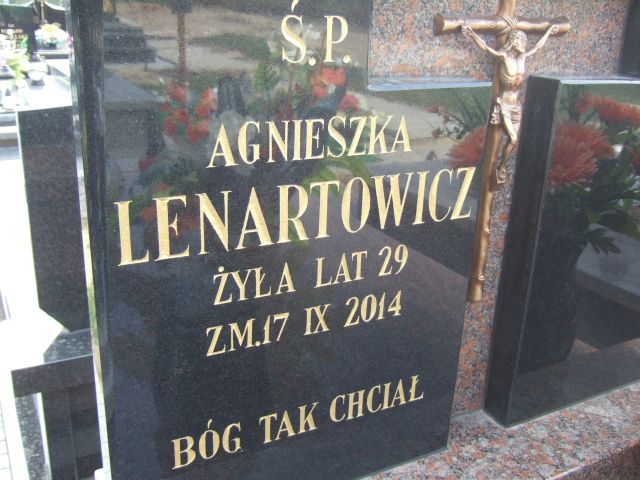 Ś.P.
AGNIESZKA
LENARTOWICZ
ŻYŁA LAT 29
ZM.17 IX 2014
BÓG TAK CHCIAŁ